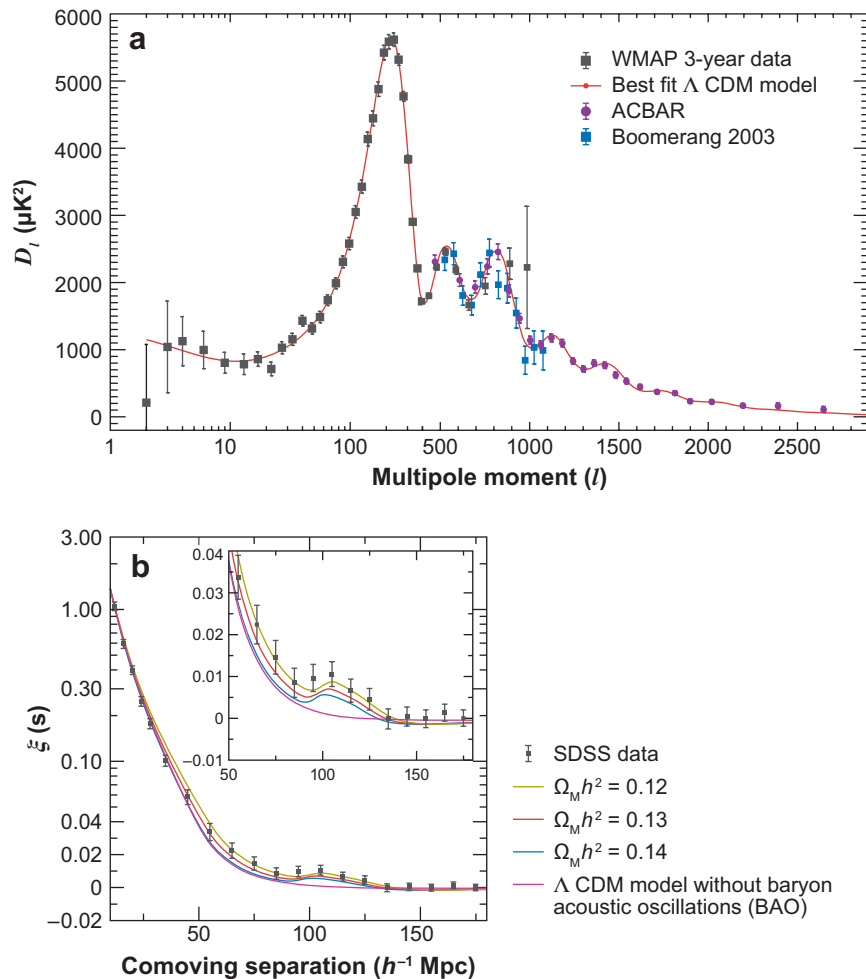 a
6000
5000
4000
3000
2000
1000
0
D_l (μK²)
WMAP 3-year data
Best fit Λ CDM model
ACBAR
Boomerang 2003
1 10 100 500 1000 1500 2000 2500
Multipole moment (l)
b
3.00
1.00
0.30
0.10
0.04
0.02
0
−0.02
ξ (s)
0.04
0.03
0.02
0.01
0
−0.01
50 100 150
50 100 150
Comoving separation (h⁻¹ Mpc)
SDSS data
Ω_M h² = 0.12
Ω_M h² = 0.13
Ω_M h² = 0.14
Λ CDM model without baryon
acoustic oscillations (BAO)